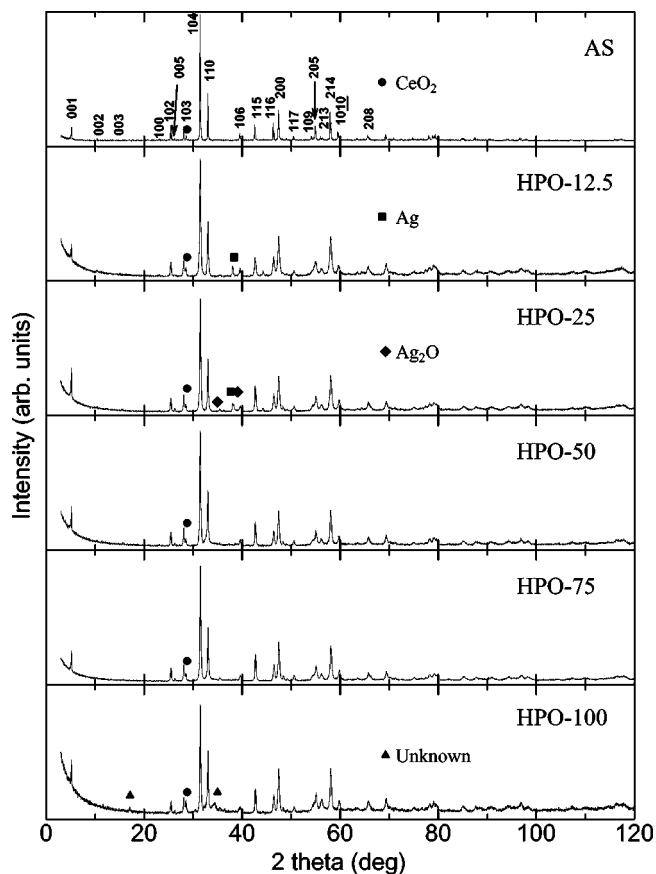 AS
CeO2
001
002
003
100
102
005
103
104
110
106
115
116
200
117
109
205
213
214
1010
208
HPO-12.5
Ag
HPO-25
Ag2O
HPO-50
HPO-75
HPO-100
Unknown
Intensity (arb. units)
0 20 40 60 80 100 120
2 theta (deg)